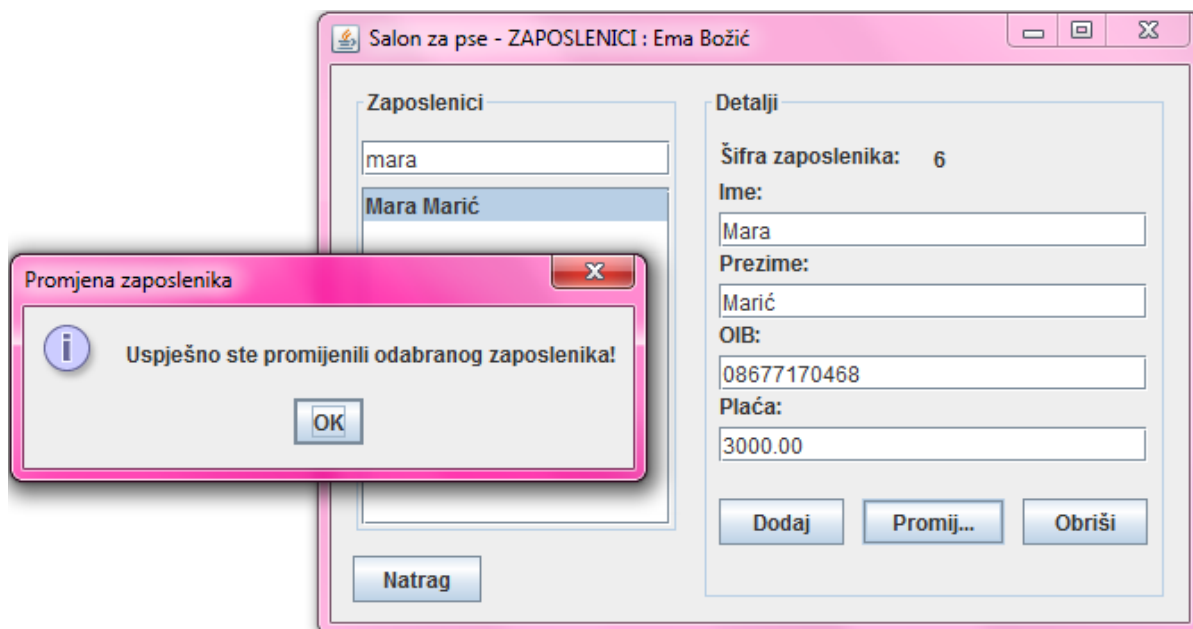 Salon za pse - ZAPOSLENICI : Ema Božić
Zaposlenici
mara
Mara Marić
Natrag
Detalji
Šifra zaposlenika: 6
Ime:
Mara
Prezime:
Marić
OIB:
08677170468
Plaća:
3000.00
Dodaj Promij... Obriši
Promjena zaposlenika
Uspješno ste promijenili odabranog zaposlenika!
OK